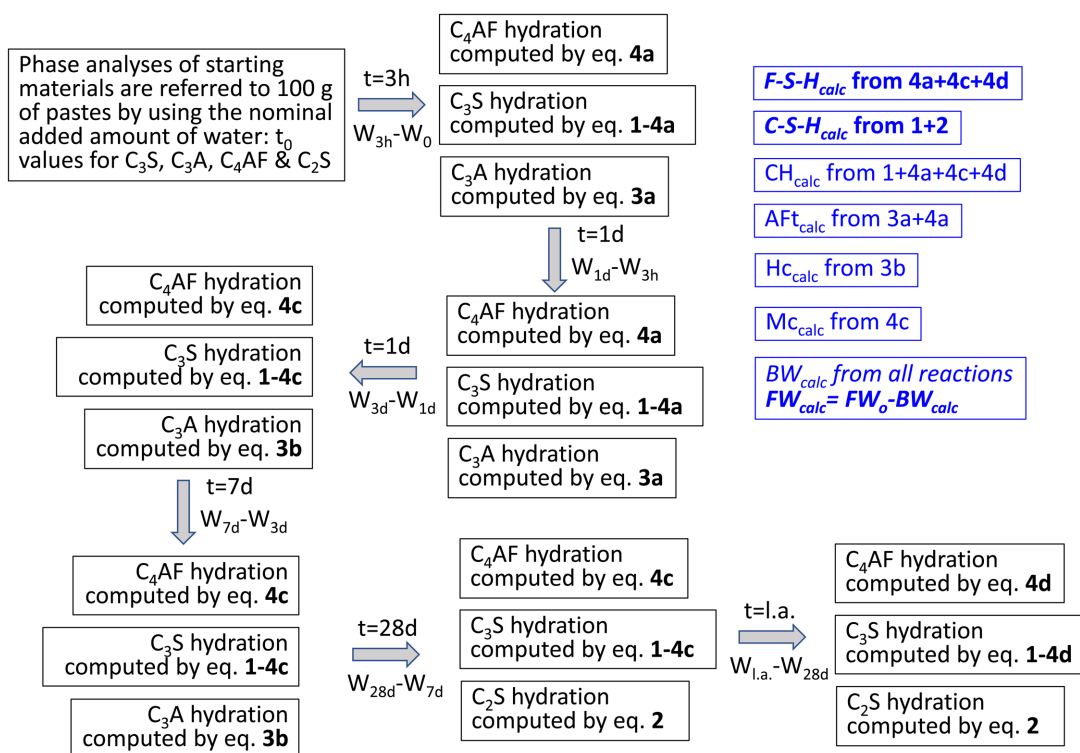 Phase analyses of starting
materials are referred to 100 g
of pastes by using the nominal
added amount of water: t₀
values for C₃S, C₃A, C₄AF & C₂S
t=3h
W₃ₕ-W₀
C₄AF hydration
computed by eq. 4a
C₃S hydration
computed by eq. 1-4a
C₃A hydration
computed by eq. 3a
t=1d
W₁d-W₃ₕ
C₄AF hydration
computed by eq. 4a
C₃S hydration
computed by eq. 1-4a
C₃A hydration
computed by eq. 3a
t=1d
W₃d-W₁d
C₄AF hydration
computed by eq. 4c
C₃S hydration
computed by eq. 1-4c
C₃A hydration
computed by eq. 3b
t=7d
W₇d-W₃d
C₄AF hydration
computed by eq. 4c
C₃S hydration
computed by eq. 1-4c
C₃A hydration
computed by eq. 3b
t=28d
W₂₈d-W₇d
C₄AF hydration
computed by eq. 4c
C₃S hydration
computed by eq. 1-4c
C₂S hydration
computed by eq. 2
t=l.a.
Wl.a.-W₂₈d
C₄AF hydration
computed by eq. 4d
C₃S hydration
computed by eq. 1-4d
C₂S hydration
computed by eq. 2
F-S-Hcalc from 4a+4c+4d
C-S-Hcalc from 1+2
CHcalc from 1+4a+4c+4d
AFtcalc from 3a+4a
Hccalc from 3b
Mccalc from 4c
BWcalc from all reactions
FWcalc= FWo-BWcalc